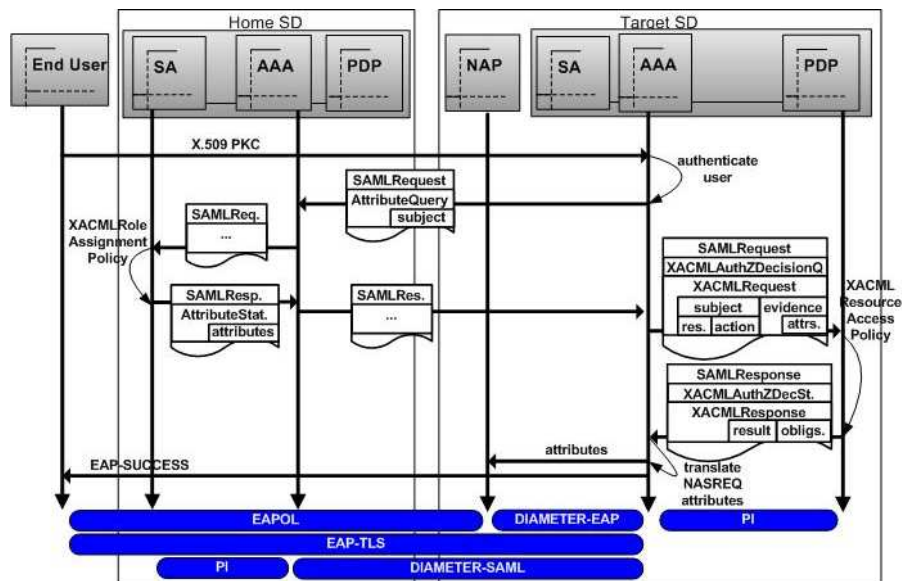 Home SD
Target SD
End User
SA
AAA
PDP
NAP
SA
AAA
PDP
X.509 PKC
authenticate
user
SAMLRequest
AttributeQuery
subject
SAMLReq.
...
XACMLRole
Assignment
Policy
SAMLResp.
AttributeStat.
attributes
SAMLRes.
...
SAMLRequest
XACMLAuthZDecisionQ
XACMLRequest
subject
evidence
res.
action
attrs.
XACML
Resource
Access
Policy
SAMLResponse
XACMLAuthZDecSt.
XACMLResponse
result
obligs.
attributes
EAP-SUCCESS
translate
NASREQ
attributes
EAPOL
DIAMETER-EAP
PI
EAP-TLS
PI
DIAMETER-SAML